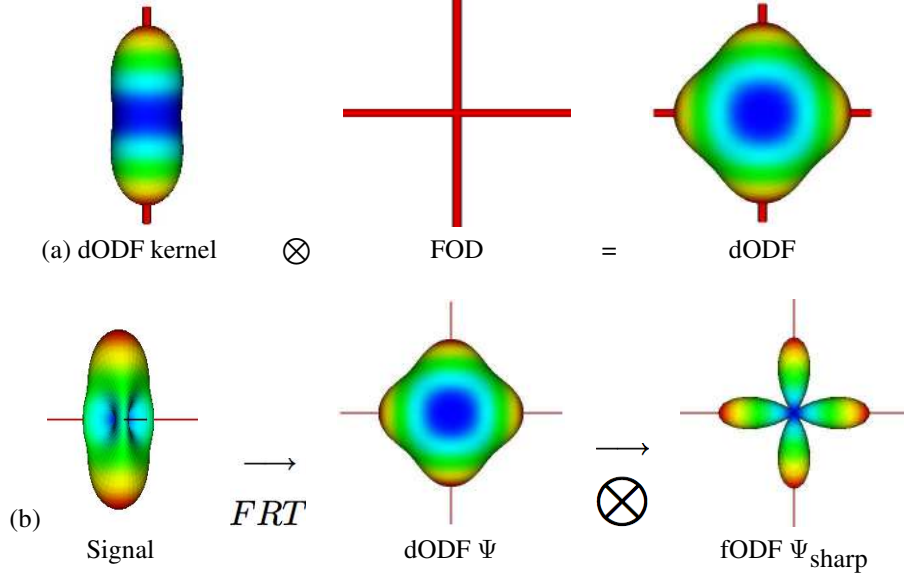 (a) dODF kernel ⊗ FOD = dODF
(b) ⟶ FRT ⟶ ⊗
Signal dODF Ψ fODF Ψsharp